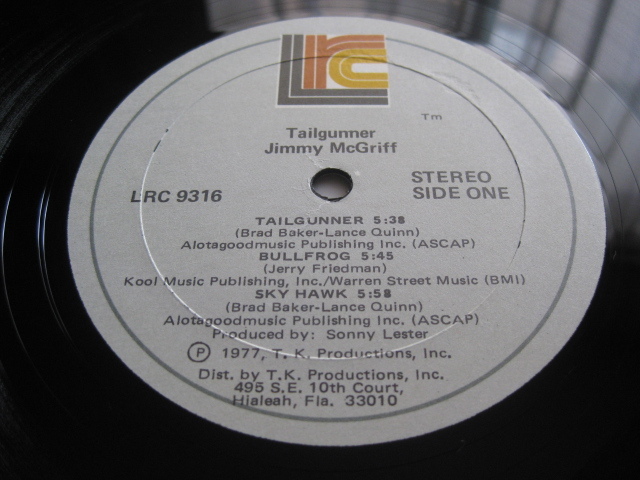 lrc
Tm
Tailgunner
Jimmy McGriff
LRC 9316
STEREO
SIDE ONE
TAILGUNNER 5:38
(Brad Baker-Lance Quinn)
Alotagoodmusic Publishing Inc. (ASCAP)
BULLFROG 5:45
(Jerry Friedman)
Kool Music Publishing, Inc./Warren Street Music (BMI)
SKY HAWK 5:58
(Brad Baker-Lance Quinn)
Alotagoodmusic Publishing Inc. (ASCAP)
Produced by: Sonny Lester
Ⓟ 1977, T. K. Productions, Inc.
Dist. by T.K. Productions, Inc.
495 S.E. 10th Court,
Hialeah, Fla. 33010